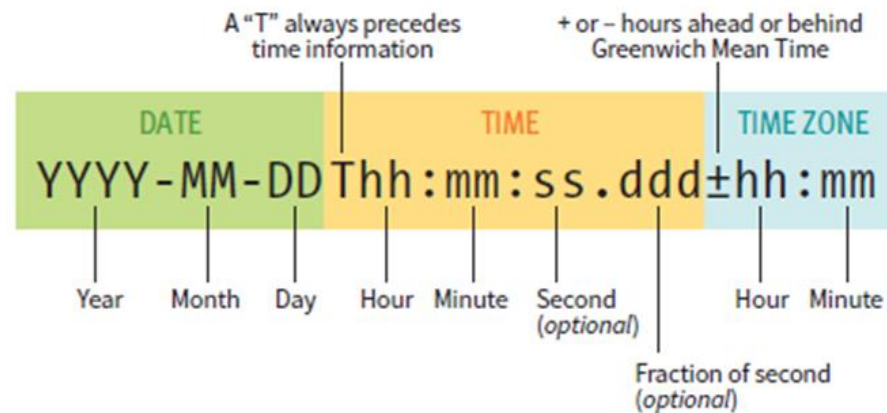 A “T” always precedes
time information
+ or – hours ahead or behind
Greenwich Mean Time
DATE
TIME
TIME ZONE
YYYY-MM-DDThh:mm:ss.ddd±hh:mm
Year
Month
Day
Hour
Minute
Second
(optional)
Hour
Minute
Fraction of second
(optional)